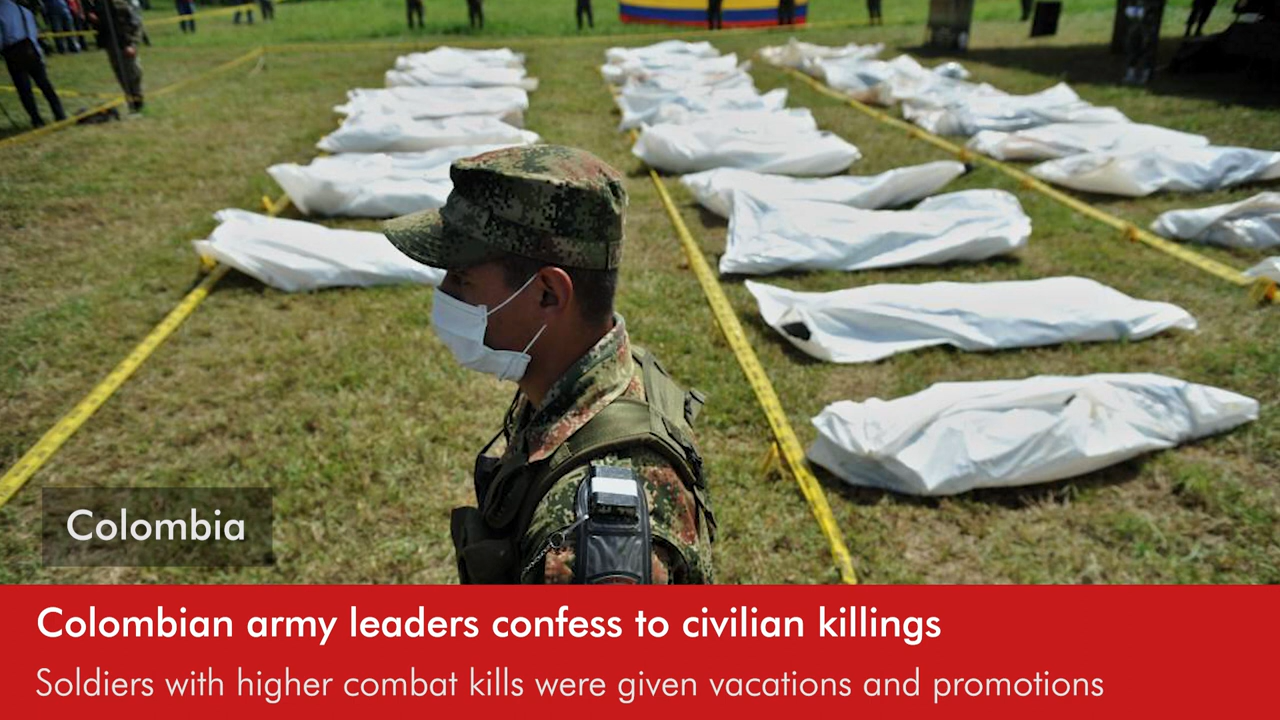 Colombia
Colombian army leaders confess to civilian killings
Soldiers with higher combat kills were given vacations and promotions